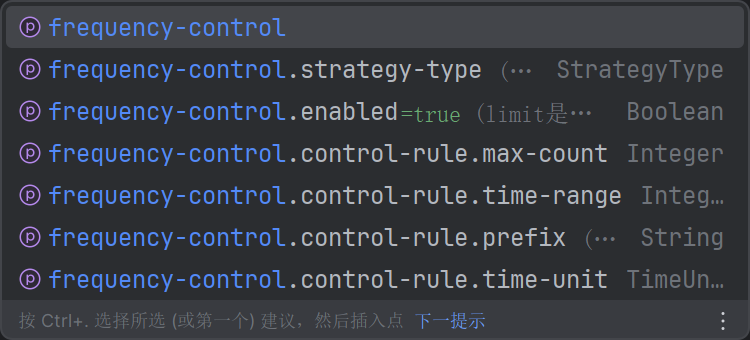 frequency-control
frequency-control.strategy-type (… StrategyType
frequency-control.enabled=true (limit是… Boolean
frequency-control.control-rule.max-count Integer
frequency-control.control-rule.time-range Integ…
frequency-control.control-rule.prefix (… String
frequency-control.control-rule.time-unit TimeUn…
按 Ctrl+. 选择所选 (或第一个) 建议，然后插入点 下一提示